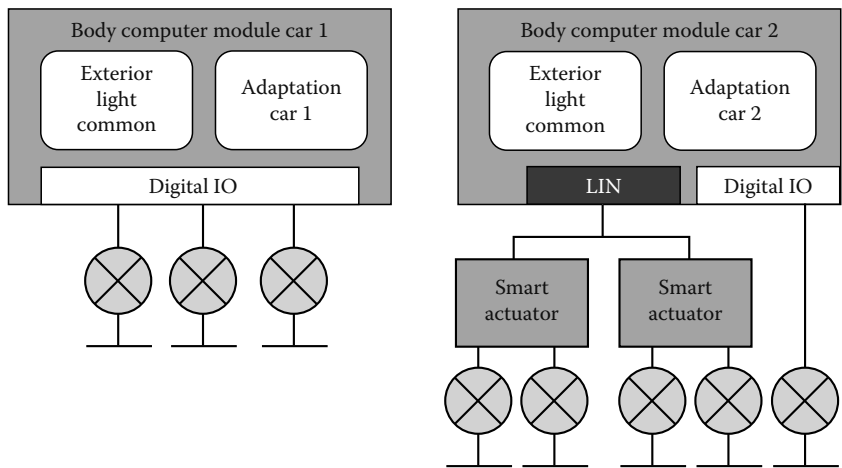 Body computer module car 1
Exterior
light
common
Adaptation
car 1
Digital IO
Body computer module car 2
Exterior
light
common
Adaptation
car 2
LIN
Digital IO
Smart
actuator
Smart
actuator